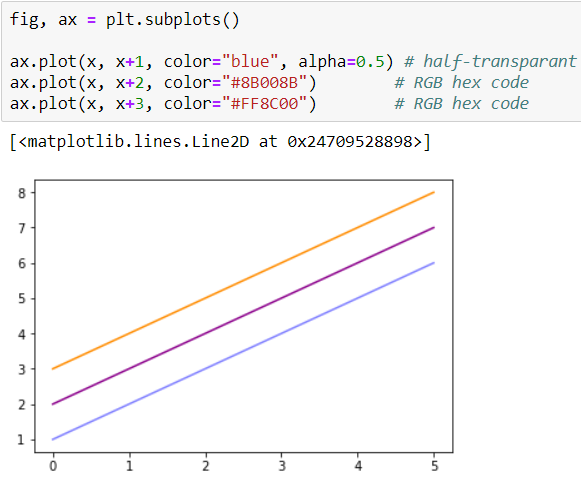 fig, ax = plt.subplots()
ax.plot(x, x+1, color="blue", alpha=0.5) # half-transparant
ax.plot(x, x+2, color="#8B008B")        # RGB hex code
ax.plot(x, x+3, color="#FF8C00")        # RGB hex code
[<matplotlib.lines.Line2D at 0x24709528898>]
8
7
6
5
4
3
2
1
0 1 2 3 4 5